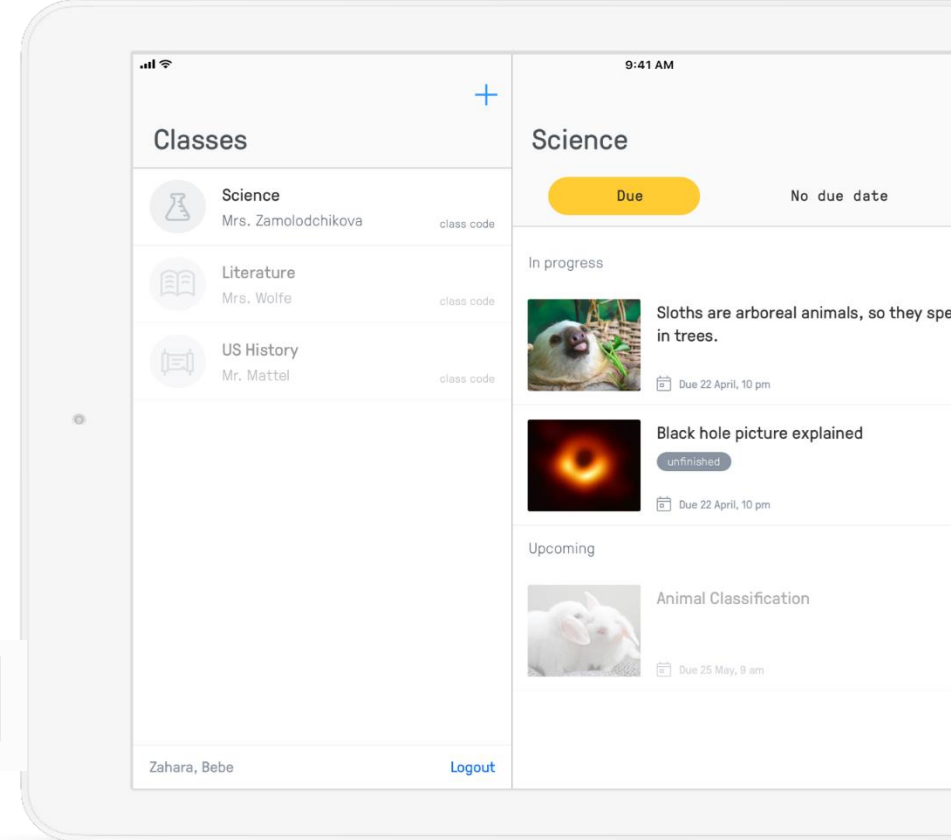 9:41 AM
Classes
Science
Mrs. Zamolodchikova
class code
Literature
Mrs. Wolfe
class code
US History
Mr. Mattel
class code
Zahara, Bebe
Logout
Science
Due
No due date
In progress
Sloths are arboreal animals, so they spe
in trees.
Due 22 April, 10 pm
Black hole picture explained
unfinished
Due 22 April, 10 pm
Upcoming
Animal Classification
Due 25 May, 9 am